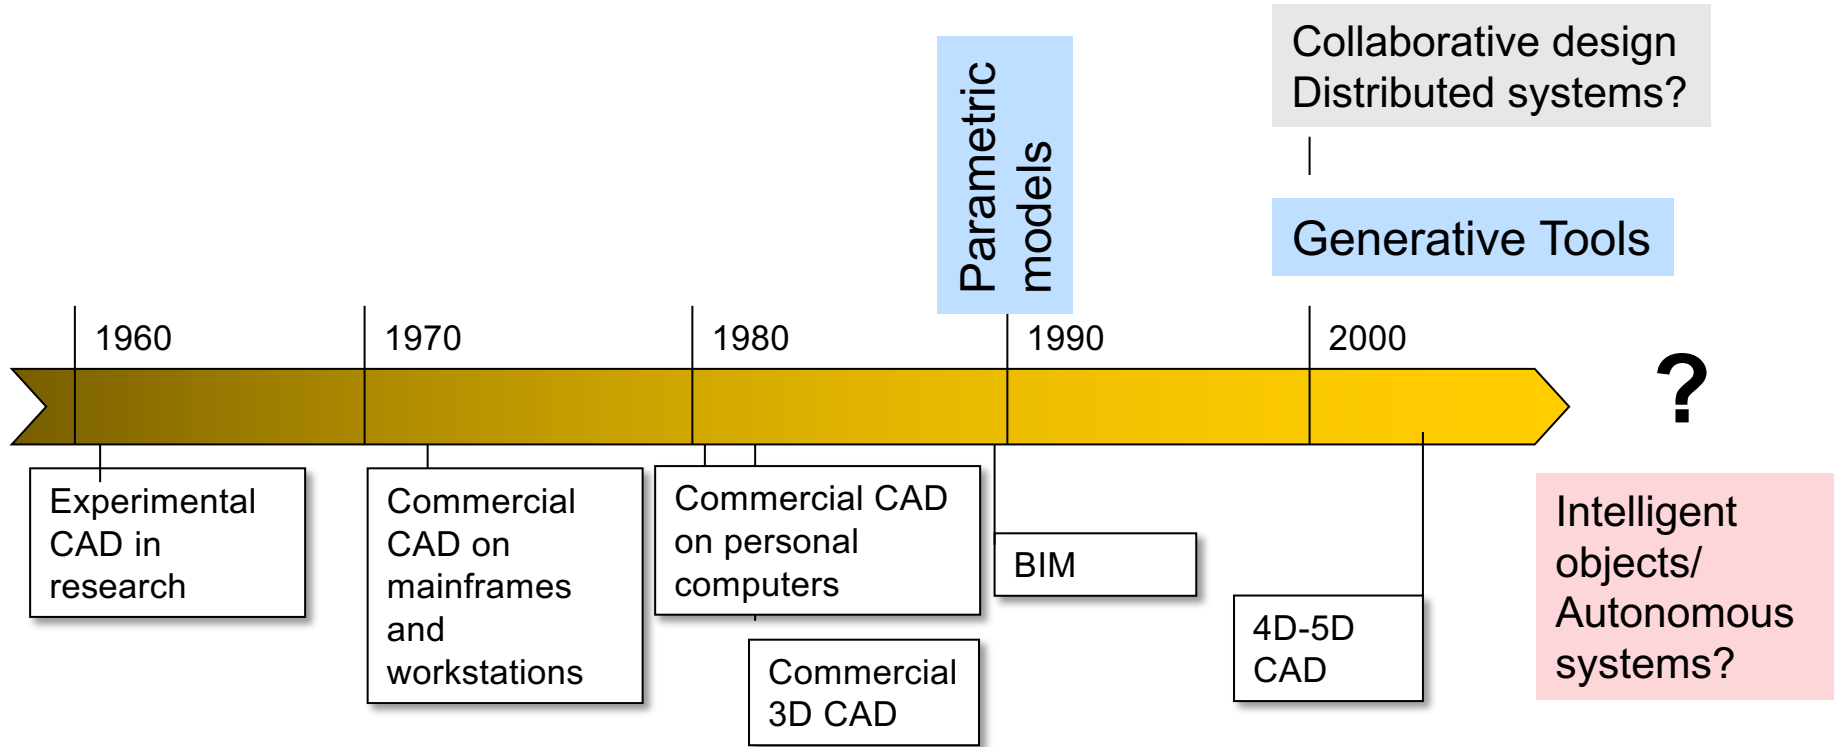 Parametric
models
Collaborative design
Distributed systems?
Generative Tools
1960
1970
1980
1990
2000
?
Experimental
CAD in
research
Commercial
CAD on
mainframes
and
workstations
Commercial CAD
on personal
computers
Commercial
3D CAD
BIM
4D-5D
CAD
Intelligent
objects/
Autonomous
systems?